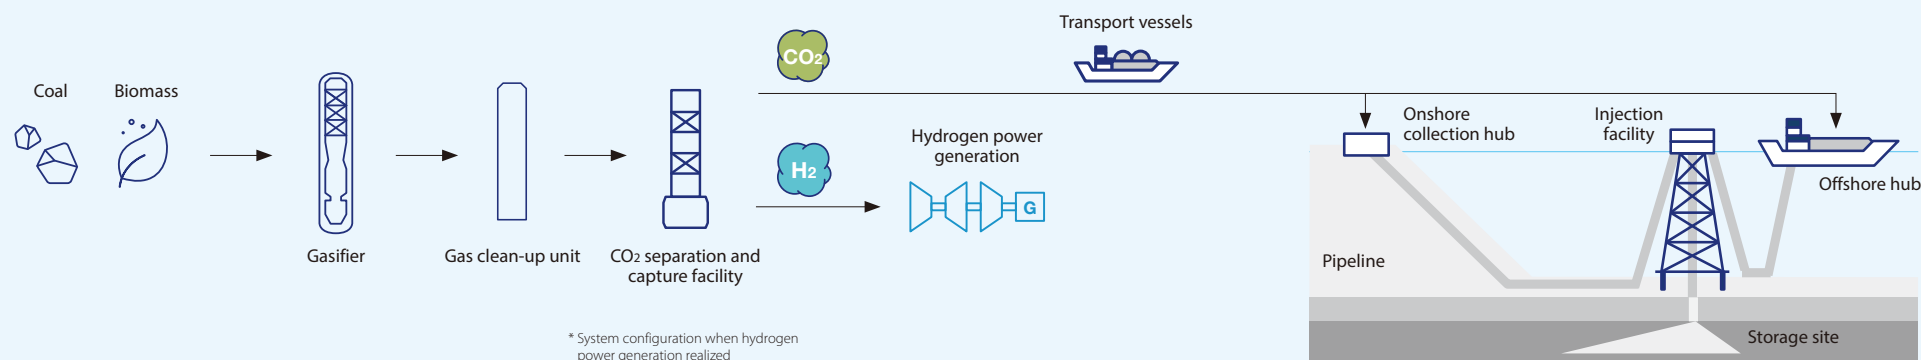 Coal
Biomass
Gasifier
Gas clean-up unit
CO2 separation and
capture facility
CO2
H2
Hydrogen power
generation
G
Transport vessels
Onshore
collection hub
Injection
facility
Offshore hub
Pipeline
Storage site
* System configuration when hydrogen
power generation realized